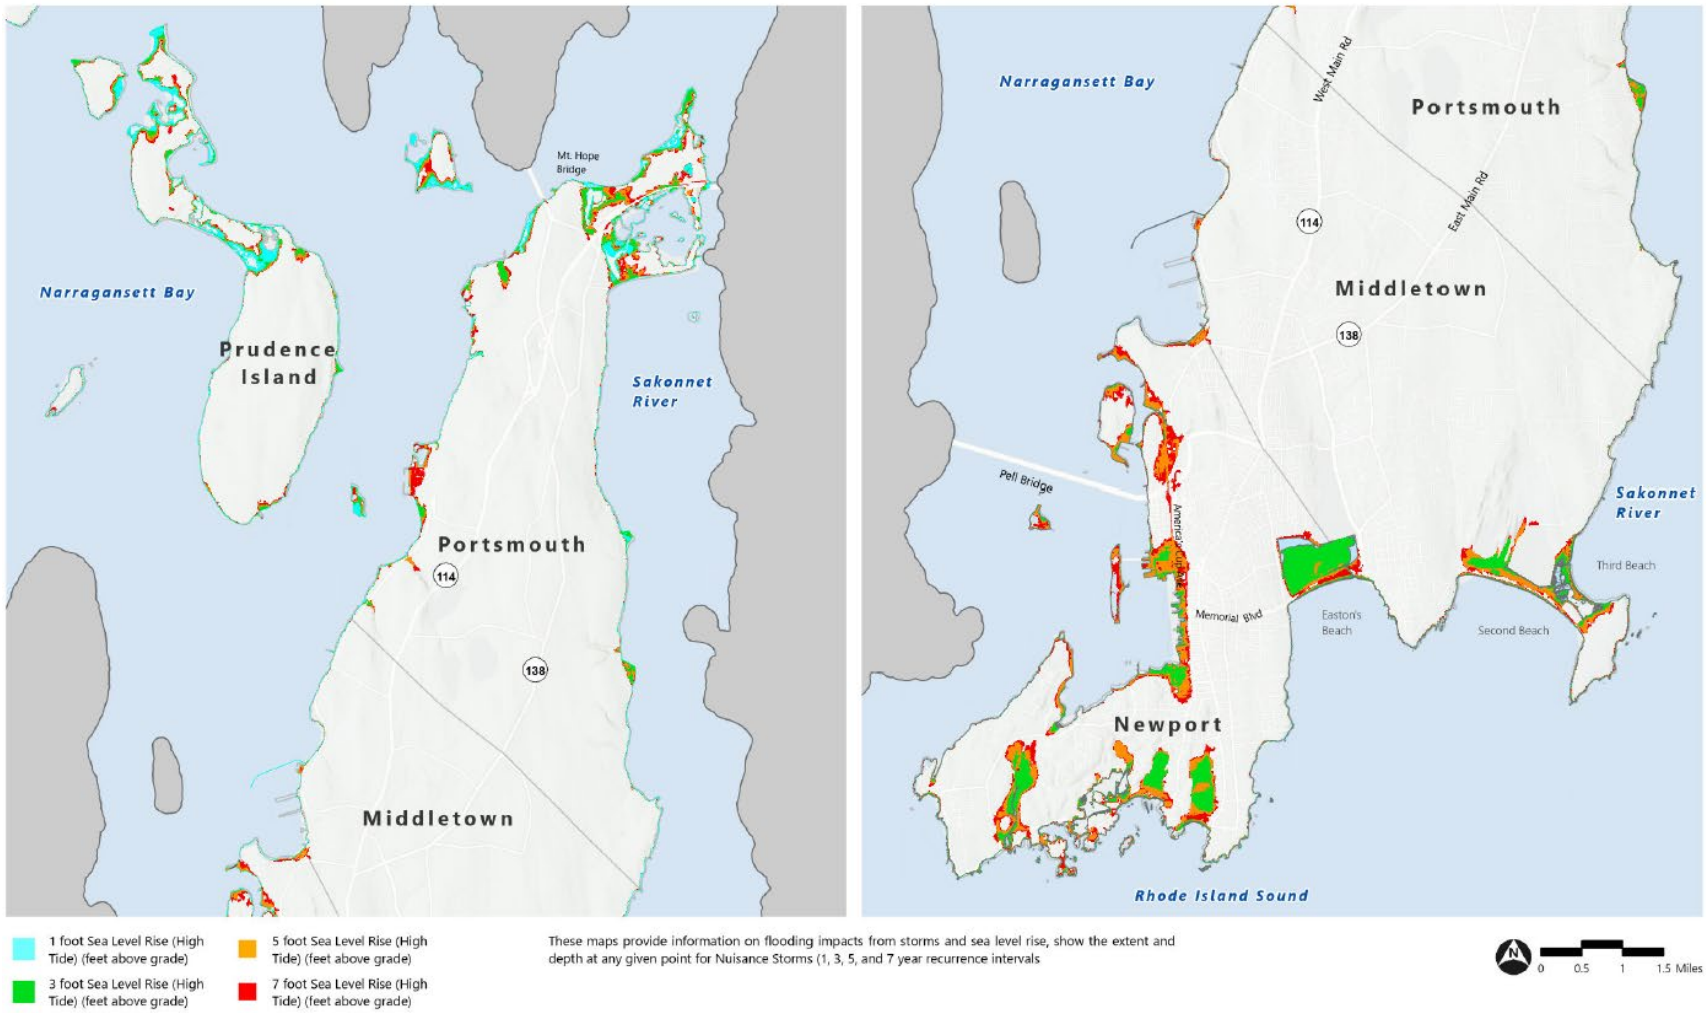 Mt. Hope
Bridge
Narragansett Bay
Prudence
Island
Sakonnet
River
Portsmouth
114
138
Middletown
Narragansett Bay
West Main Rd
Portsmouth
East Main Rd
114
Middletown
138
Pell Bridge
Sakonnet
River
Third Beach
Memorial Blvd
Easton's
Beach
Second Beach
Newport
Rhode Island Sound
1 foot Sea Level Rise (High
Tide) (feet above grade)
3 foot Sea Level Rise (High
Tide) (feet above grade)
5 foot Sea Level Rise (High
Tide) (feet above grade)
7 foot Sea Level Rise (High
Tide) (feet above grade)
These maps provide information on flooding impacts from storms and sea level rise, show the extent and
depth at any given point for Nuisance Storms (1, 3, 5, and 7 year recurrence intervals
N
0 0.5 1 1.5 Miles